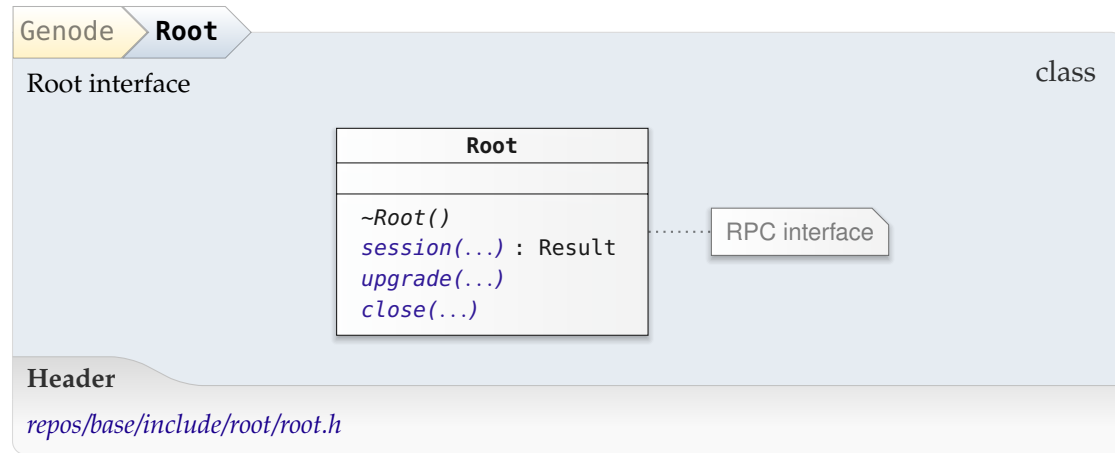 Genode Root
Root interface
class
Root
~Root()
session(...) : Result
upgrade(...)
close(...)
RPC interface
Header
repos/base/include/root/root.h